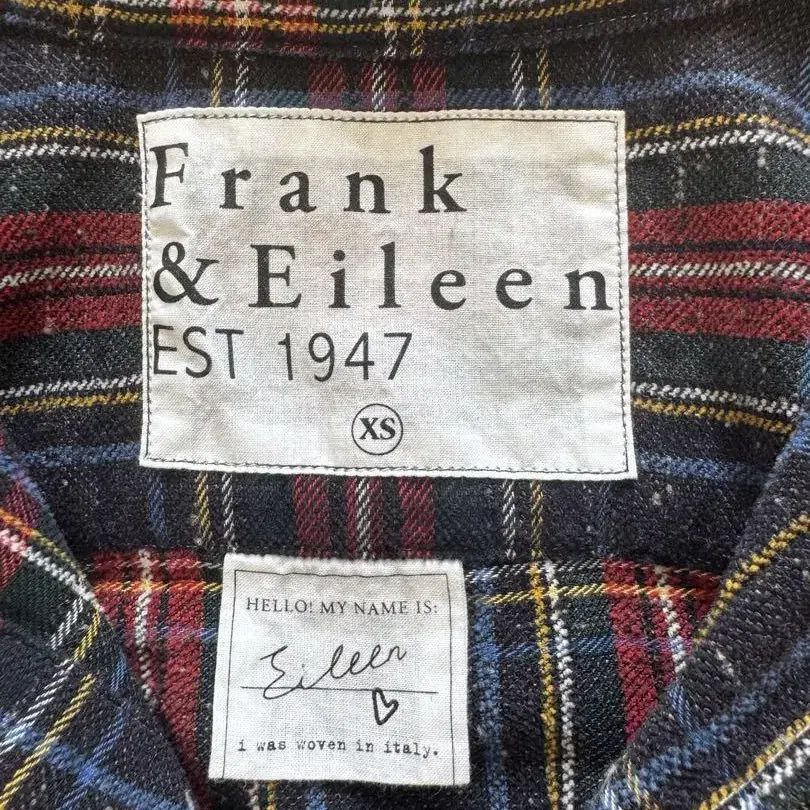 Frank
& Eileen
EST 1947
XS
HELLO! MY NAME IS:
Eileen
i was woven in italy.